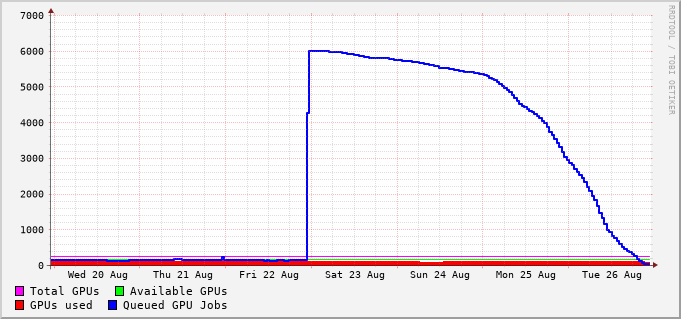 7000
6000
5000
4000
3000
2000
1000
0
Wed 20 Aug Thu 21 Aug Fri 22 Aug Sat 23 Aug Sun 24 Aug Mon 25 Aug Tue 26 Aug
Total GPUs Available GPUs
GPUs used Queued GPU Jobs
RRDTOOL / TOBI OETIKER